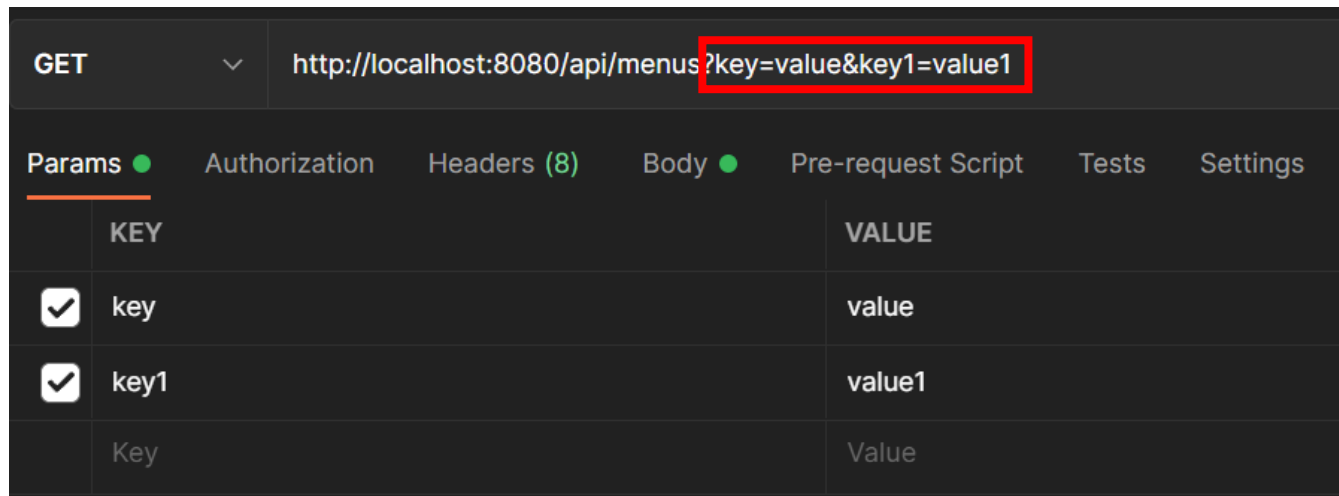 GET http://localhost:8080/api/menus?key=value&key1=value1
Params Authorization Headers (8) Body Pre-request Script Tests Settings
KEY VALUE
key value
key1 value1
Key Value